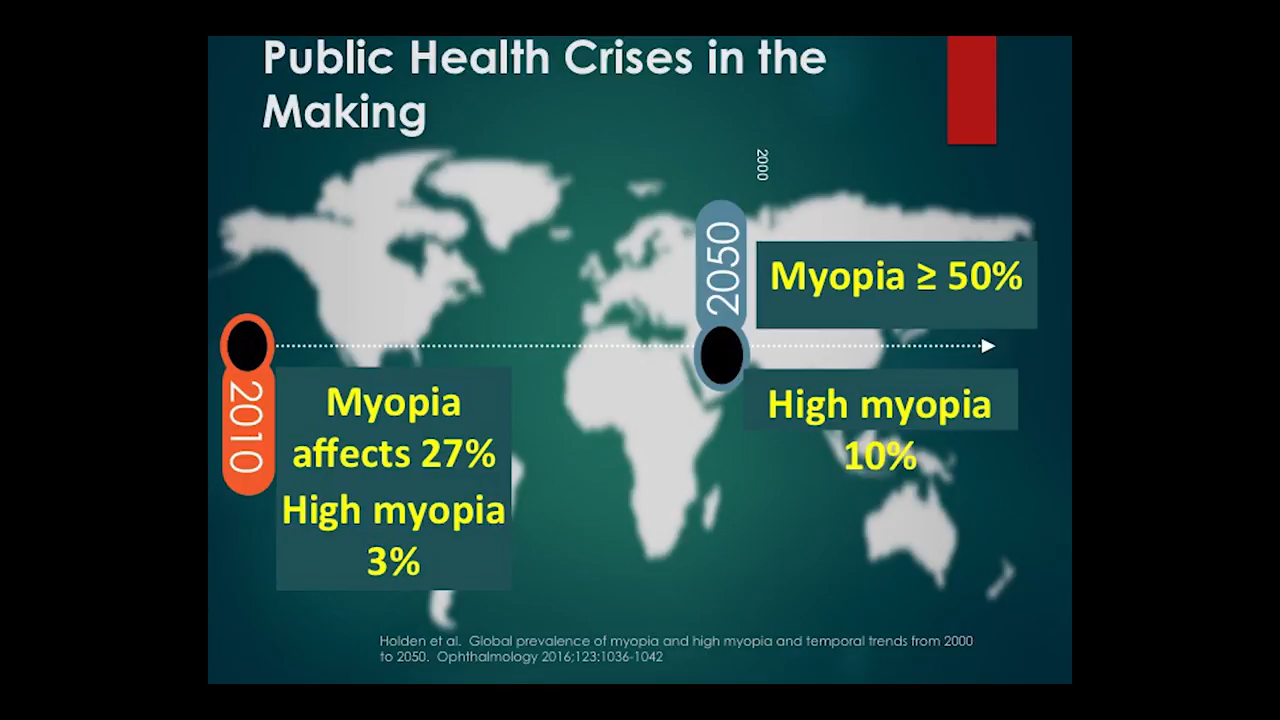 Public Health Crises in the
Making
2000
2050
Myopia ≥ 50%
2010
Myopia
affects 27%
High myopia
3%
High myopia
10%
Holden et al.  Global prevalence of myopia and high myopia and temporal trends from 2000
to 2050.  Ophthalmology 2016;123:1036-1042